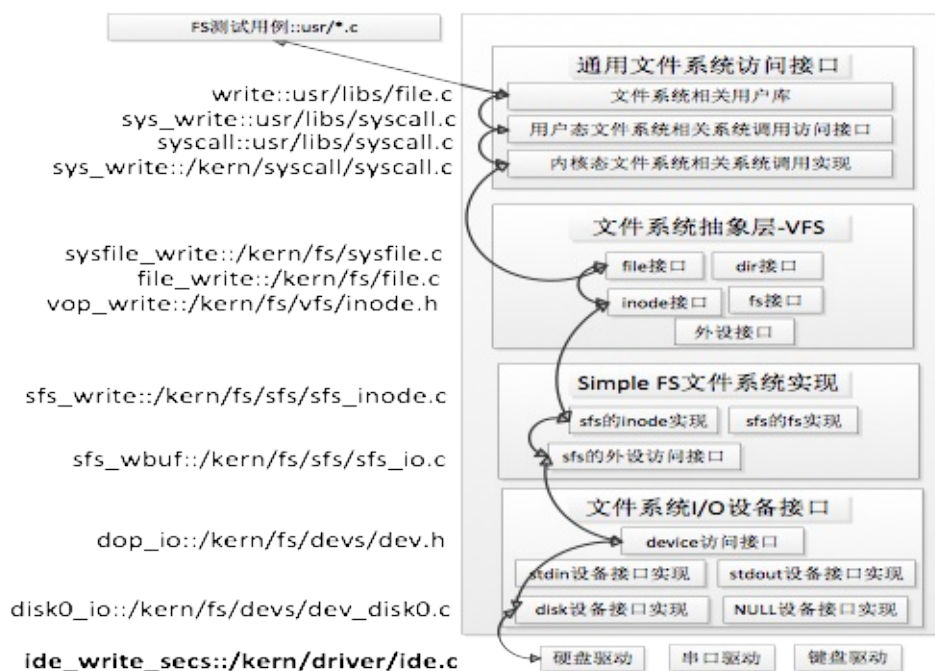 FS测试用例::usr/*.c
通用文件系统访问接口
write::usr/libs/file.c
文件系统相关用户库
sys_write::usr/libs/syscall.c
用户态文件系统相关系统调用访问接口
syscall::usr/libs/syscall.c
sys_write::/kern/syscall/syscall.c
内核态文件系统相关系统调用实现
文件系统抽象层-VFS
sysfile_write::/kern/fs/sysfile.c
file接口
dir接口
file_write::/kern/fs/file.c
vop_write::/kern/fs/vfs/inode.h
inode接口
fs接口
外设接口
Simple FS文件系统实现
sfs_write::/kern/fs/sfs/sfs_inode.c
sfs的inode实现
sfs的fs实现
sfs_wbuf::/kern/fs/sfs/sfs_io.c
sfs的外设访问接口
文件系统I/O设备接口
dop_io::/kern/fs/devs/dev.h
device访问接口
stdin设备接口实现
stdout设备接口实现
disk0_io::/kern/fs/devs/dev_disk0.c
disk设备接口实现
NULL设备接口实现
ide_write_secs::/kern/driver/ide.c
硬盘驱动
串口驱动
键盘驱动